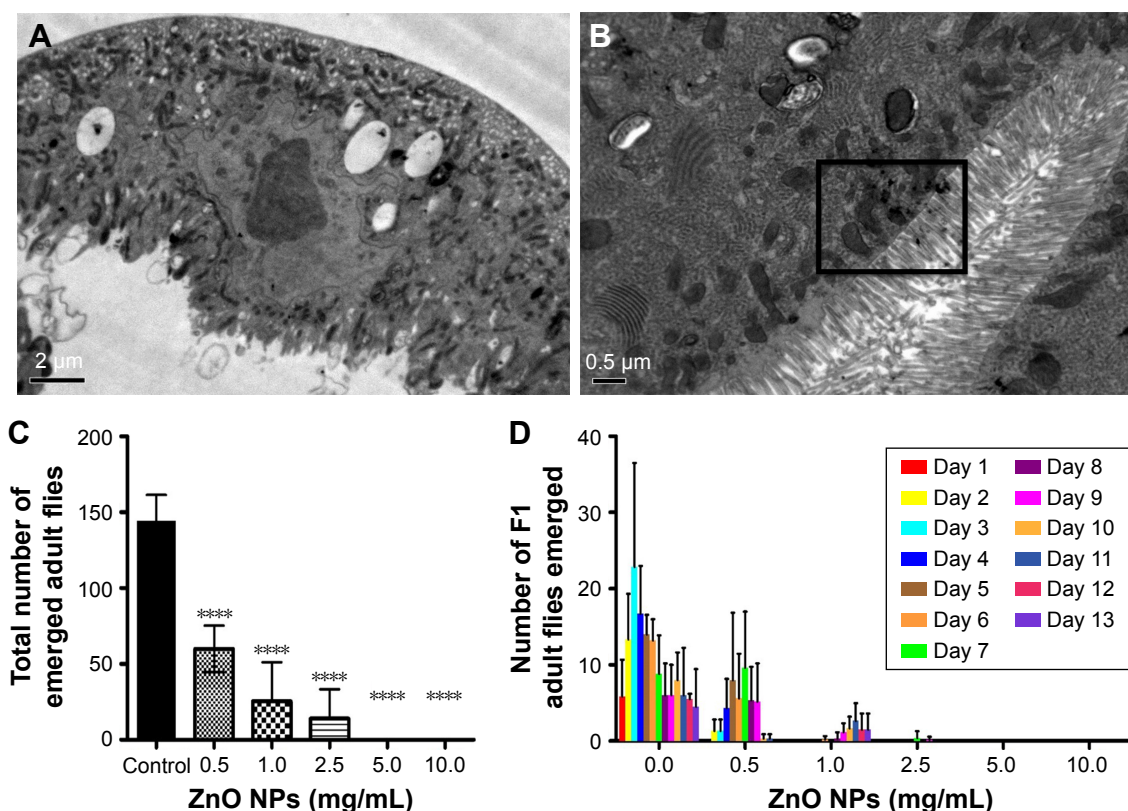 A
2 µm
B
0.5 µm
C
Total number of
emerged adult flies
200
150
100
50
0
****
****
****
****
****
Control
0.5
1.0
2.5
5.0
10.0
ZnO NPs (mg/mL)
D
Number of F1
adult flies emerged
40
30
20
10
0
0.0
0.5
1.0
2.5
5.0
10.0
ZnO NPs (mg/mL)
Day 1
Day 2
Day 3
Day 4
Day 5
Day 6
Day 7
Day 8
Day 9
Day 10
Day 11
Day 12
Day 13